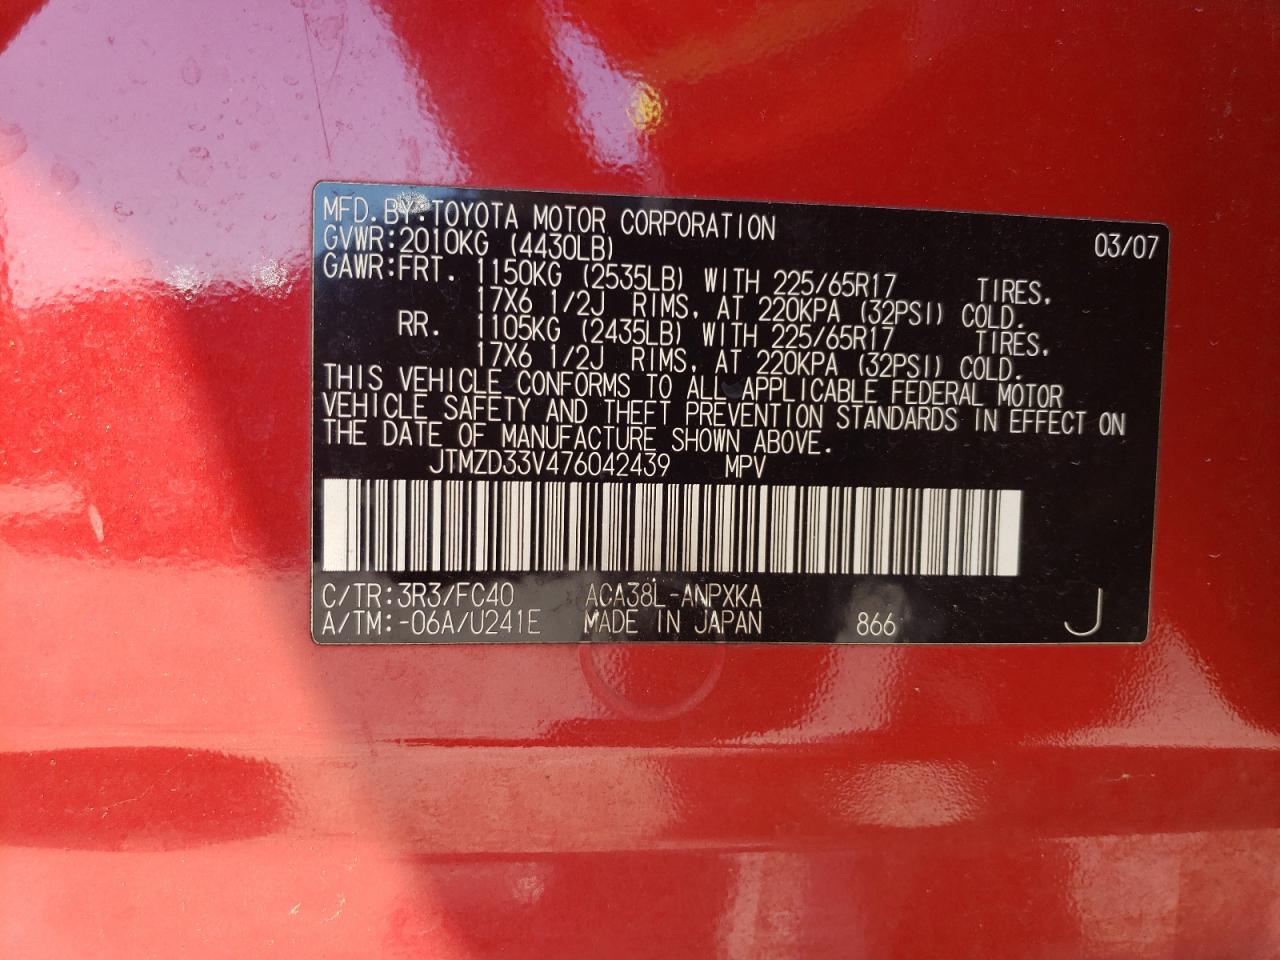 MFD. BY: TOYOTA MOTOR CORPORATION 03/07
GVWR: 2010KG (4430LB)
GAWR: FRT. 1150KG (2535LB) WITH 225/65R17 TIRES,
17X6 1/2J RIMS, AT 220KPA (32PSI) COLD.
RR. 1105KG (2435LB) WITH 225/65R17 TIRES,
17X6 1/2J RIMS, AT 220KPA (32PSI) COLD.
THIS VEHICLE CONFORMS TO ALL APPLICABLE FEDERAL MOTOR
VEHICLE SAFETY AND THEFT PREVENTION STANDARDS IN EFFECT ON
THE DATE OF MANUFACTURE SHOWN ABOVE.
JTMZD33V476042439 MPV
C/TR: 3R3/FC40 ACA38L-ANPXKA
A/TM: -06A/U241E MADE IN JAPAN 866 J